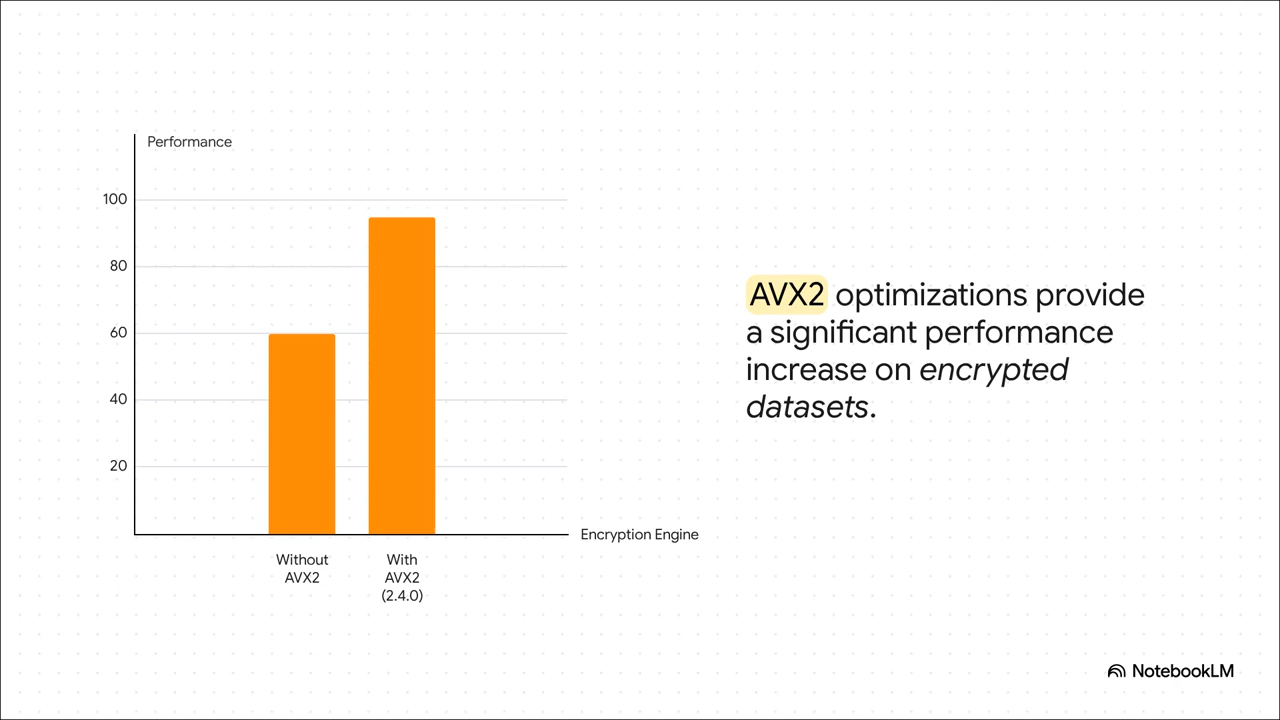 Performance
100
80
60
40
20
Encryption Engine
Without
AVX2
With
AVX2
(2.4.0)
AVX2 optimizations provide
a significant performance
increase on encrypted
datasets.
NotebookLM